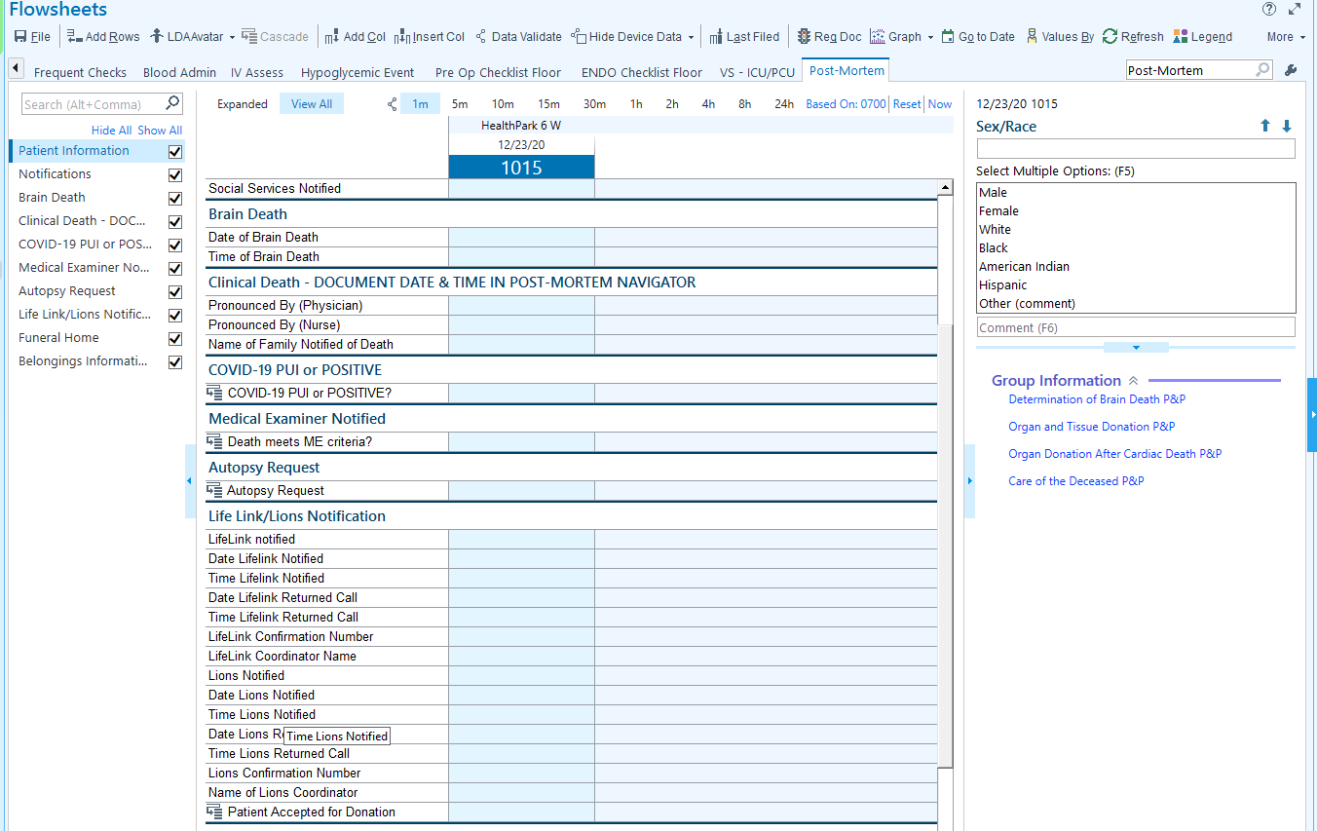 Flowsheets
File Add Rows LDAAvatar Cascade Add Col Insert Col Data Validate Hide Device Data Last Filed Reg Doc Graph Go to Date Values By Refresh Legend More
Frequent Checks Blood Admin IV Assess Hypoglycemic Event Pre Op Checklist Floor ENDO Checklist Floor VS - ICU/PCU Post-Mortem Post-Mortem
Search (Alt+Comma)
Hide All Show All
Patient Information
Notifications
Brain Death
Clinical Death - DOC...
COVID-19 PUI or POS...
Medical Examiner No...
Autopsy Request
Life Link/Lions Notific...
Funeral Home
Belongings Informati...
Expanded View All 1m 5m 10m 15m 30m 1h 2h 4h 8h 24h Based On: 0700 Reset Now
HealthPark 6 W
12/23/20
1015
Social Services Notified
Brain Death
Date of Brain Death
Time of Brain Death
Clinical Death - DOCUMENT DATE & TIME IN POST-MORTEM NAVIGATOR
Pronounced By (Physician)
Pronounced By (Nurse)
Name of Family Notified of Death
COVID-19 PUI or POSITIVE
COVID-19 PUI or POSITIVE?
Medical Examiner Notified
Death meets ME criteria?
Autopsy Request
Autopsy Request
Life Link/Lions Notification
LifeLink notified
Date Lifelink Notified
Time Lifelink Notified
Date Lifelink Returned Call
Time Lifelink Returned Call
LifeLink Confirmation Number
LifeLink Coordinator Name
Lions Notified
Date Lions Notified
Time Lions Notified
Date Lions
Time Lions Notified
Time Lions Returned Call
Lions Confirmation Number
Name of Lions Coordinator
Patient Accepted for Donation
12/23/20 1015
Sex/Race
Select Multiple Options: (F5)
Male
Female
White
Black
American Indian
Hispanic
Other (comment)
Comment (F6)
Group Information
Determination of Brain Death P&P
Organ and Tissue Donation P&P
Organ Donation After Cardiac Death P&P
Care of the Deceased P&P